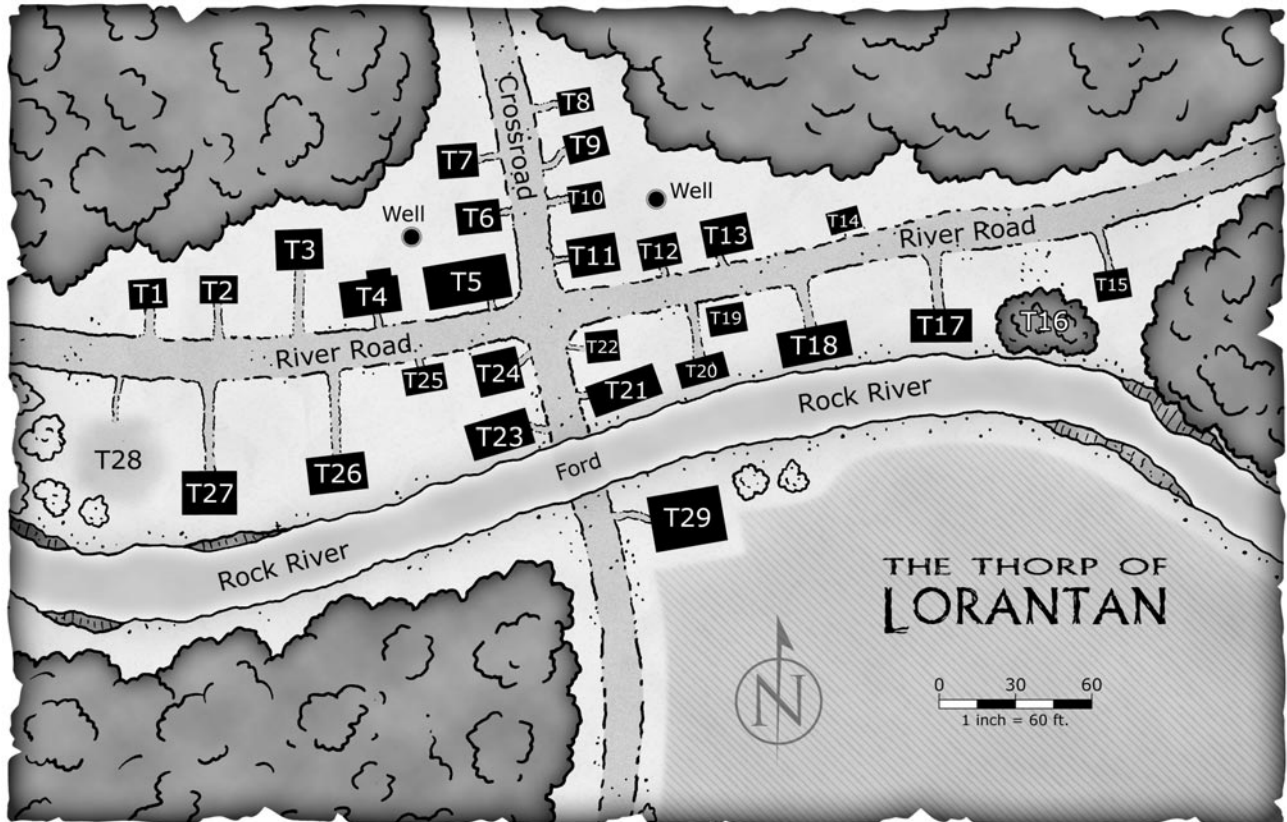 Crossroad
T8
T9
T7
T10
Well
T6
Well
T14
T13
T12
T11
River Road
T3
T5
T4
T1
T2
T15
T16
T17
T19
T18
T22
River Road
T24
T25
T20
T21
Rock River
T23
Ford
T28
T26
T27
T29
Rock River
THE THORP OF
LORANTAN
N
0 30 60
1 inch = 60 ft.